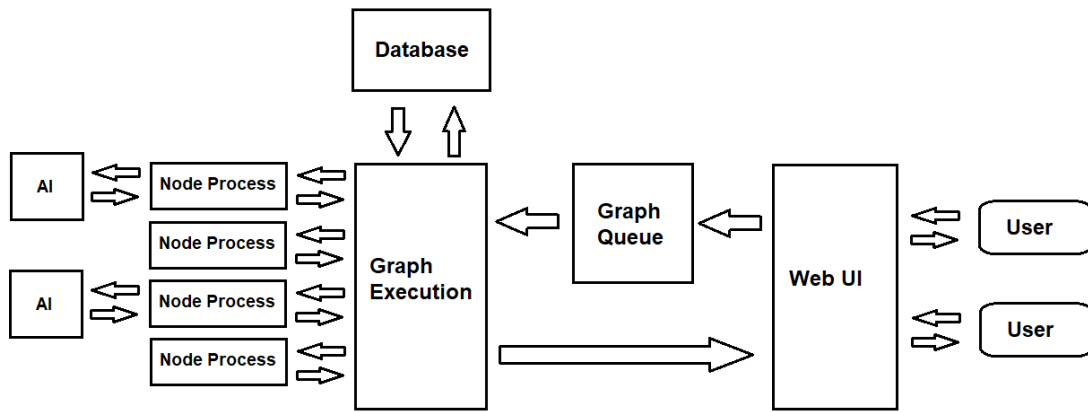 Database
AI
Node Process
Node Process
AI
Node Process
Node Process
Graph
Execution
Graph
Queue
Web UI
User
User